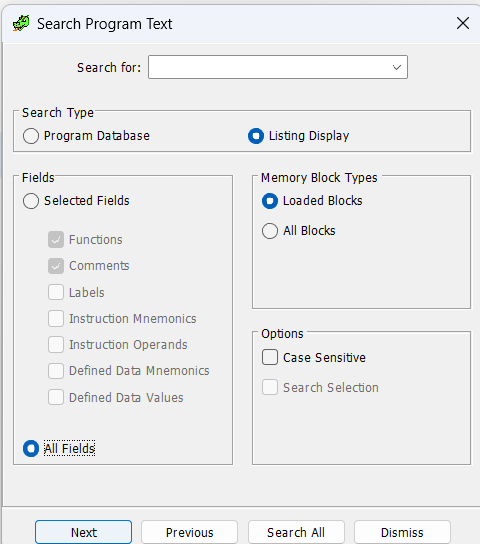 Search Program Text
Search for:
Search Type
Program Database
Listing Display
Fields
Selected Fields
Functions
Comments
Labels
Instruction Mnemonics
Instruction Operands
Defined Data Mnemonics
Defined Data Values
All Fields
Memory Block Types
Loaded Blocks
All Blocks
Options
Case Sensitive
Search Selection
Next
Previous
Search All
Dismiss